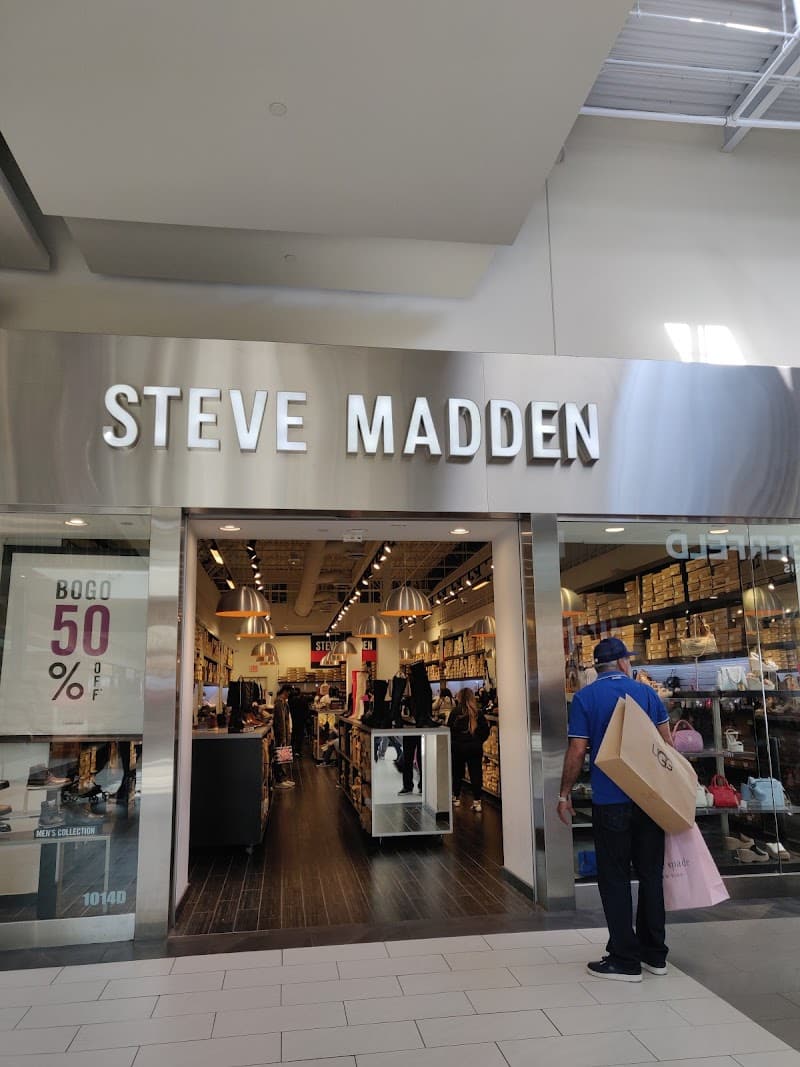 STEVE MADDEN
BOGO
50
% OFF
MEN'S COLLECTION
1014D
UGG